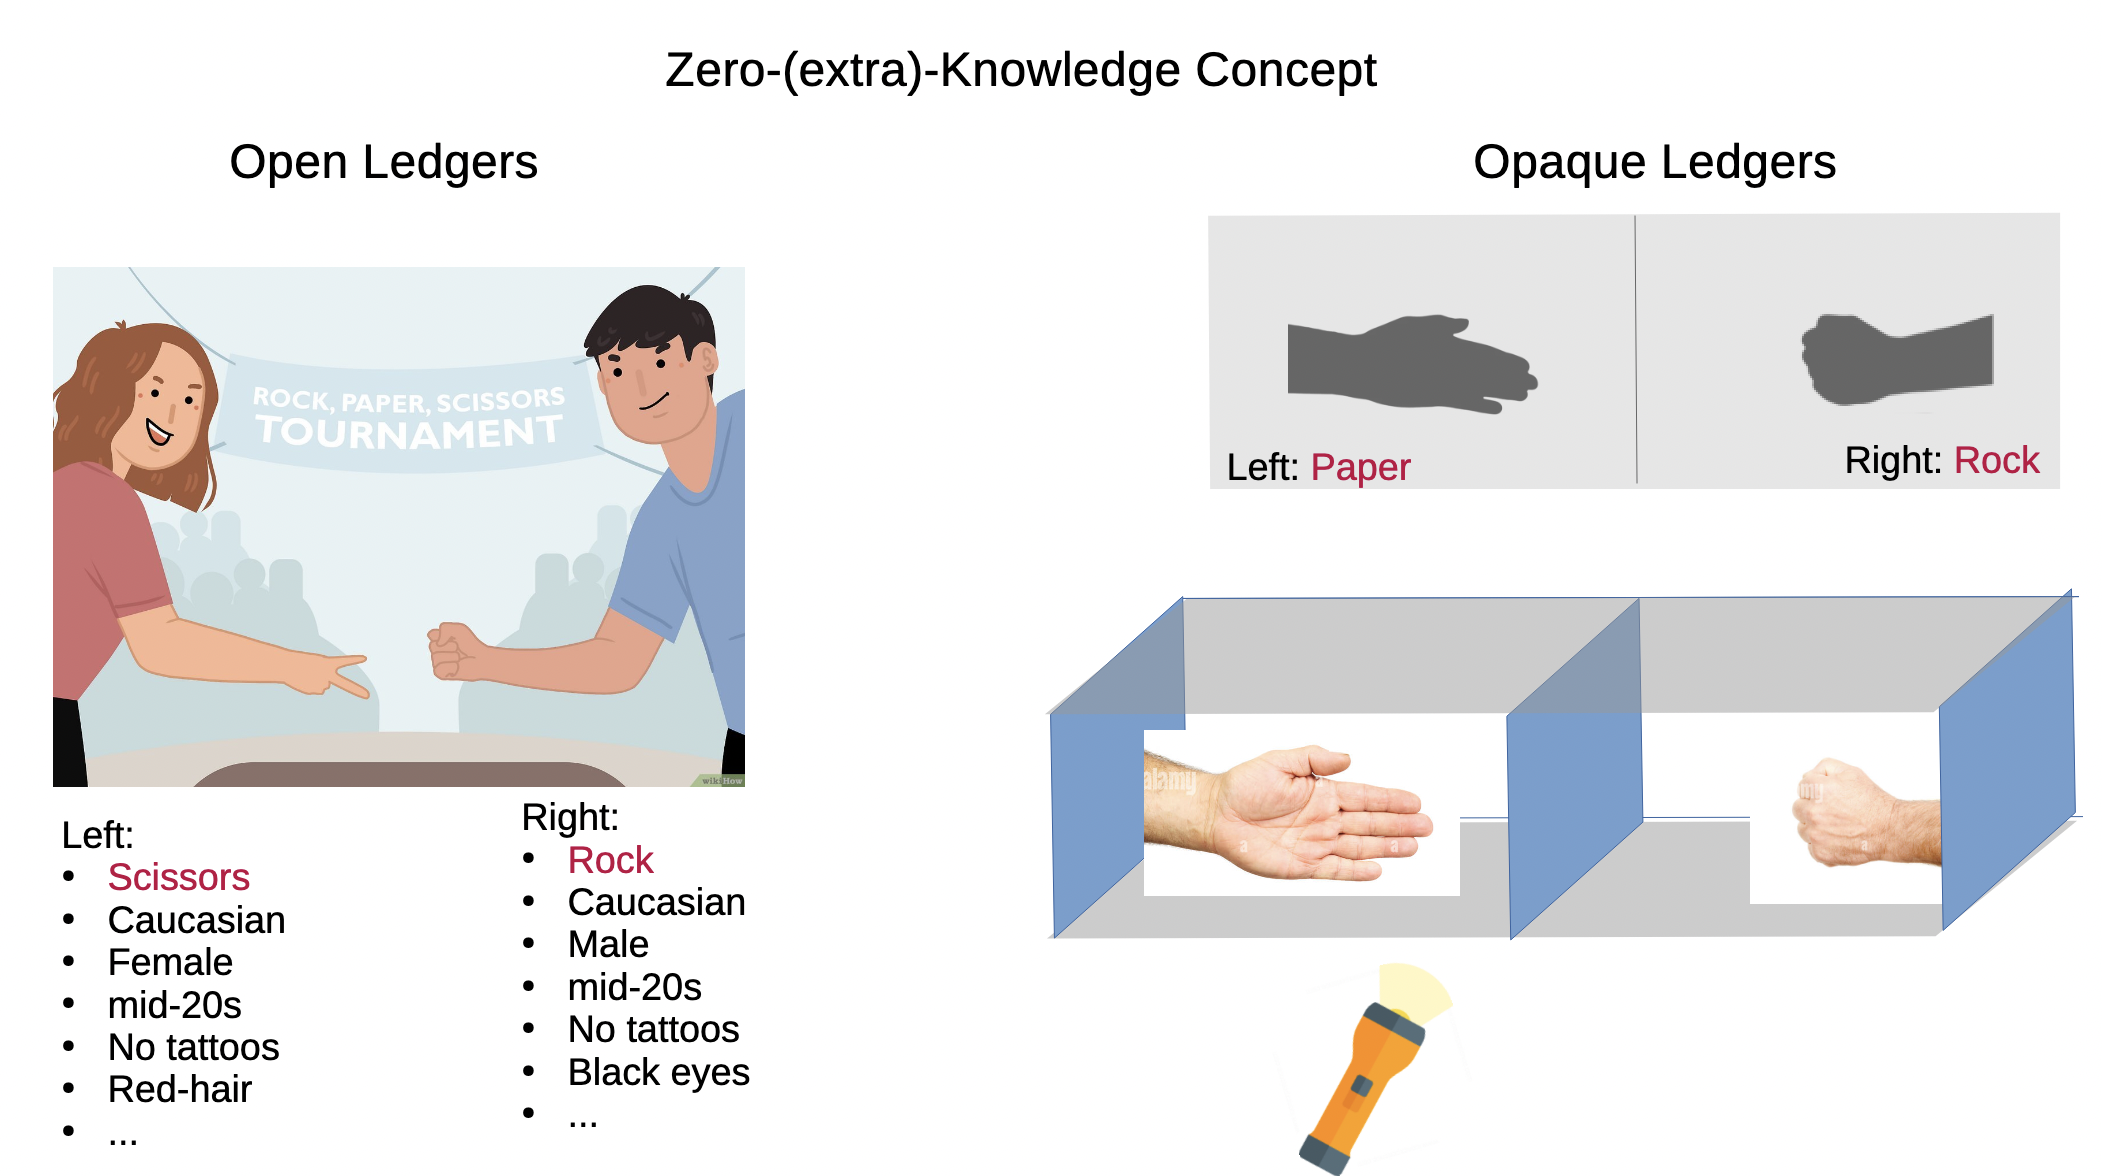 Zero-(extra)-Knowledge Concept
Open Ledgers
ROCK, PAPER, SCISSORS
TOURNAMENT
wikiHow
Left:
• Scissors
• Caucasian
• Female
• mid-20s
• No tattoos
• Red-hair
• ...
Right:
• Rock
• Caucasian
• Male
• mid-20s
• No tattoos
• Black eyes
• ...
Opaque Ledgers
Left: Paper
Right: Rock
alamy
a
a
my
a